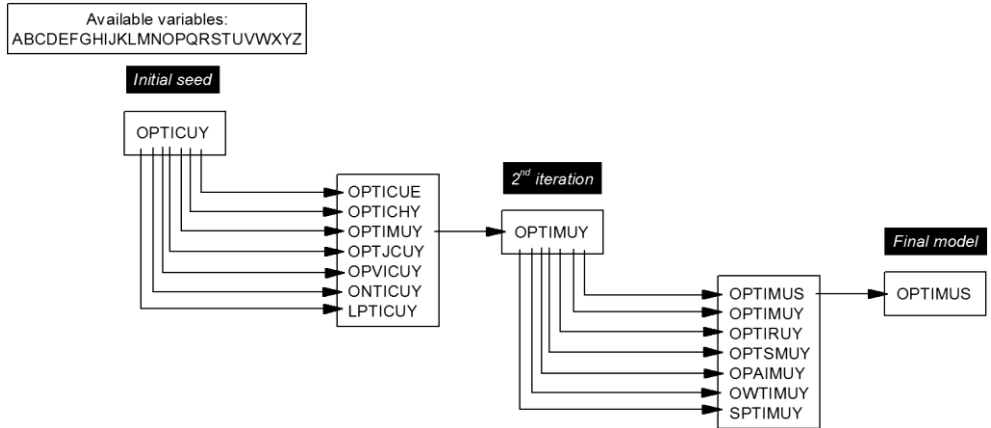 Available variables:
ABCDEFGHIJKLMNOPQRSTUVWXYZ
Initial seed
OPTICUY
OPTICUE
OPTICHY
OPTIMUY
OPTJCUY
OPVICUY
ONTICUY
LPTICUY
2nd iteration
OPTIMUY
OPTIMUS
OPTIMUY
OPTIRUY
OPTSMUY
OPAIMUY
OWTIMUY
SPTIMUY
Final model
OPTIMUS